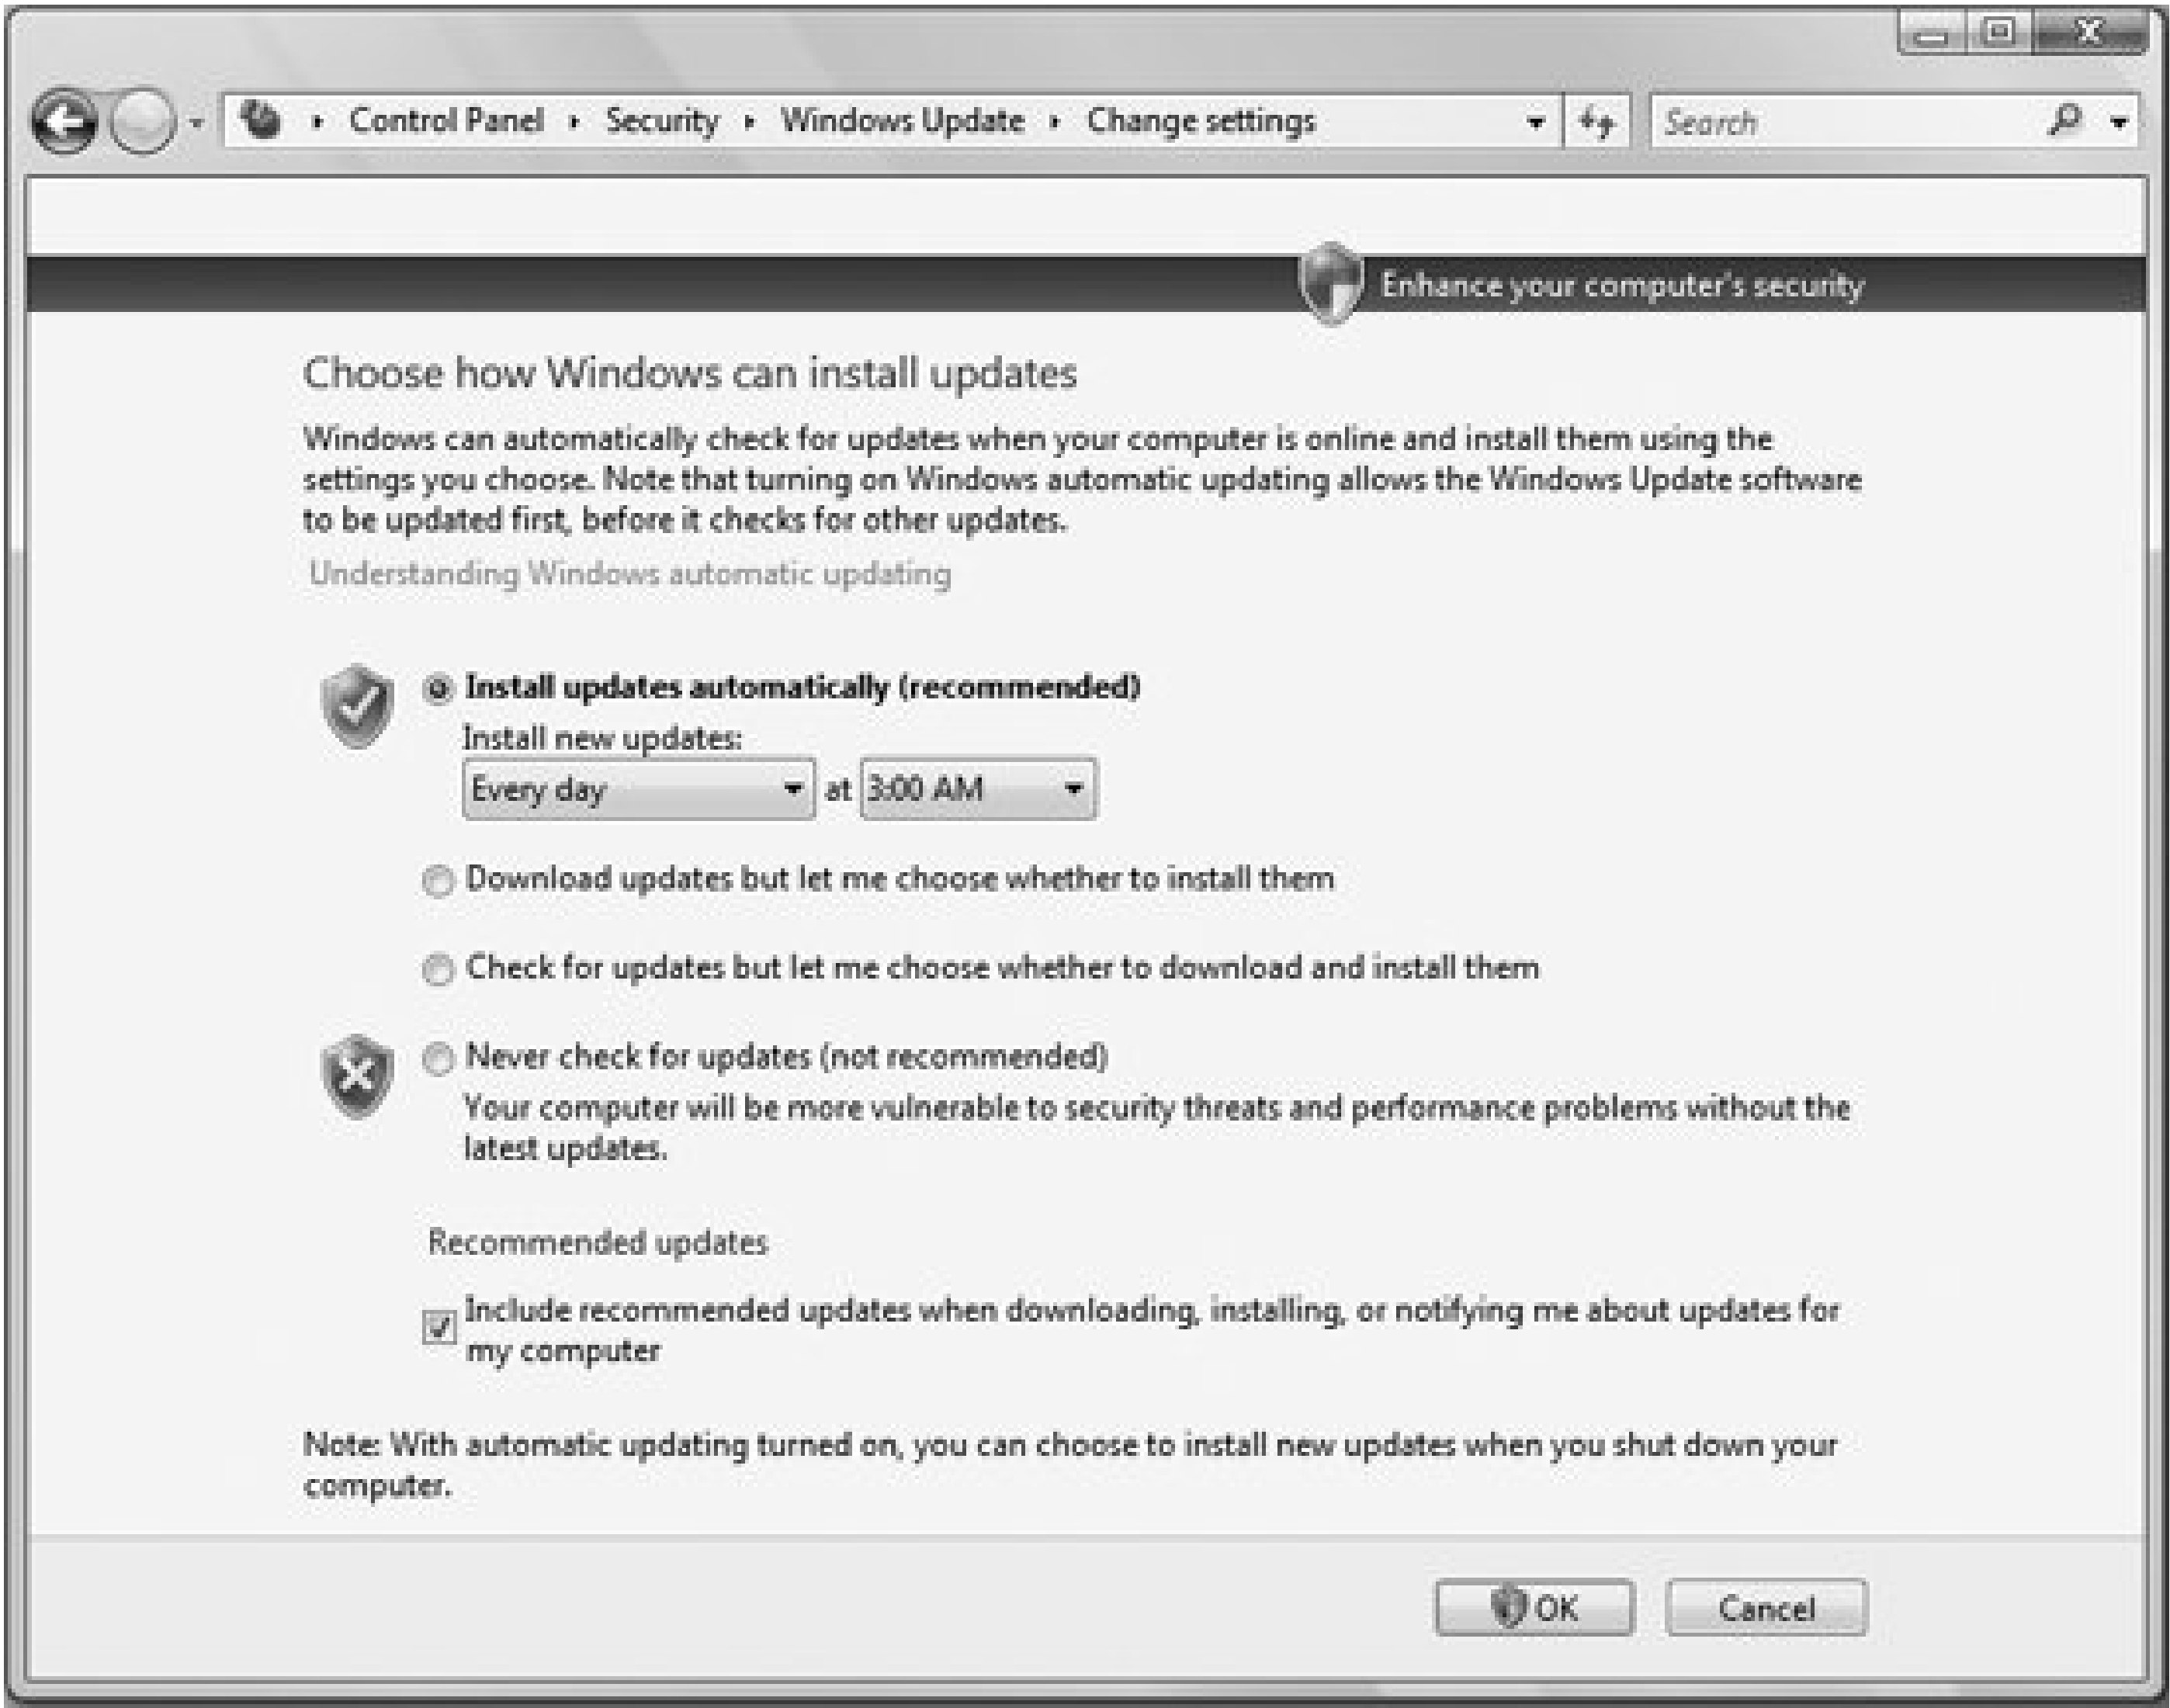 Control Panel Security Windows Update Change settings Search
Enhance your computer's security
Choose how Windows can install updates
Windows can automatically check for updates when your computer is online and install them using the
settings you choose. Note that turning on Windows automatic updating allows the Windows Update software
to be updated first, before it checks for other updates.
Understanding Windows automatic updating
Install updates automatically (recommended)
Install new updates:
Every day at 3:00 AM
Download updates but let me choose whether to install them
Check for updates but let me choose whether to download and install them
Never check for updates (not recommended)
Your computer will be more vulnerable to security threats and performance problems without the
latest updates.
Recommended updates
Include recommended updates when downloading, installing, or notifying me about updates for
my computer
Note: With automatic updating turned on, you can choose to install new updates when you shut down your
computer.
OK Cancel